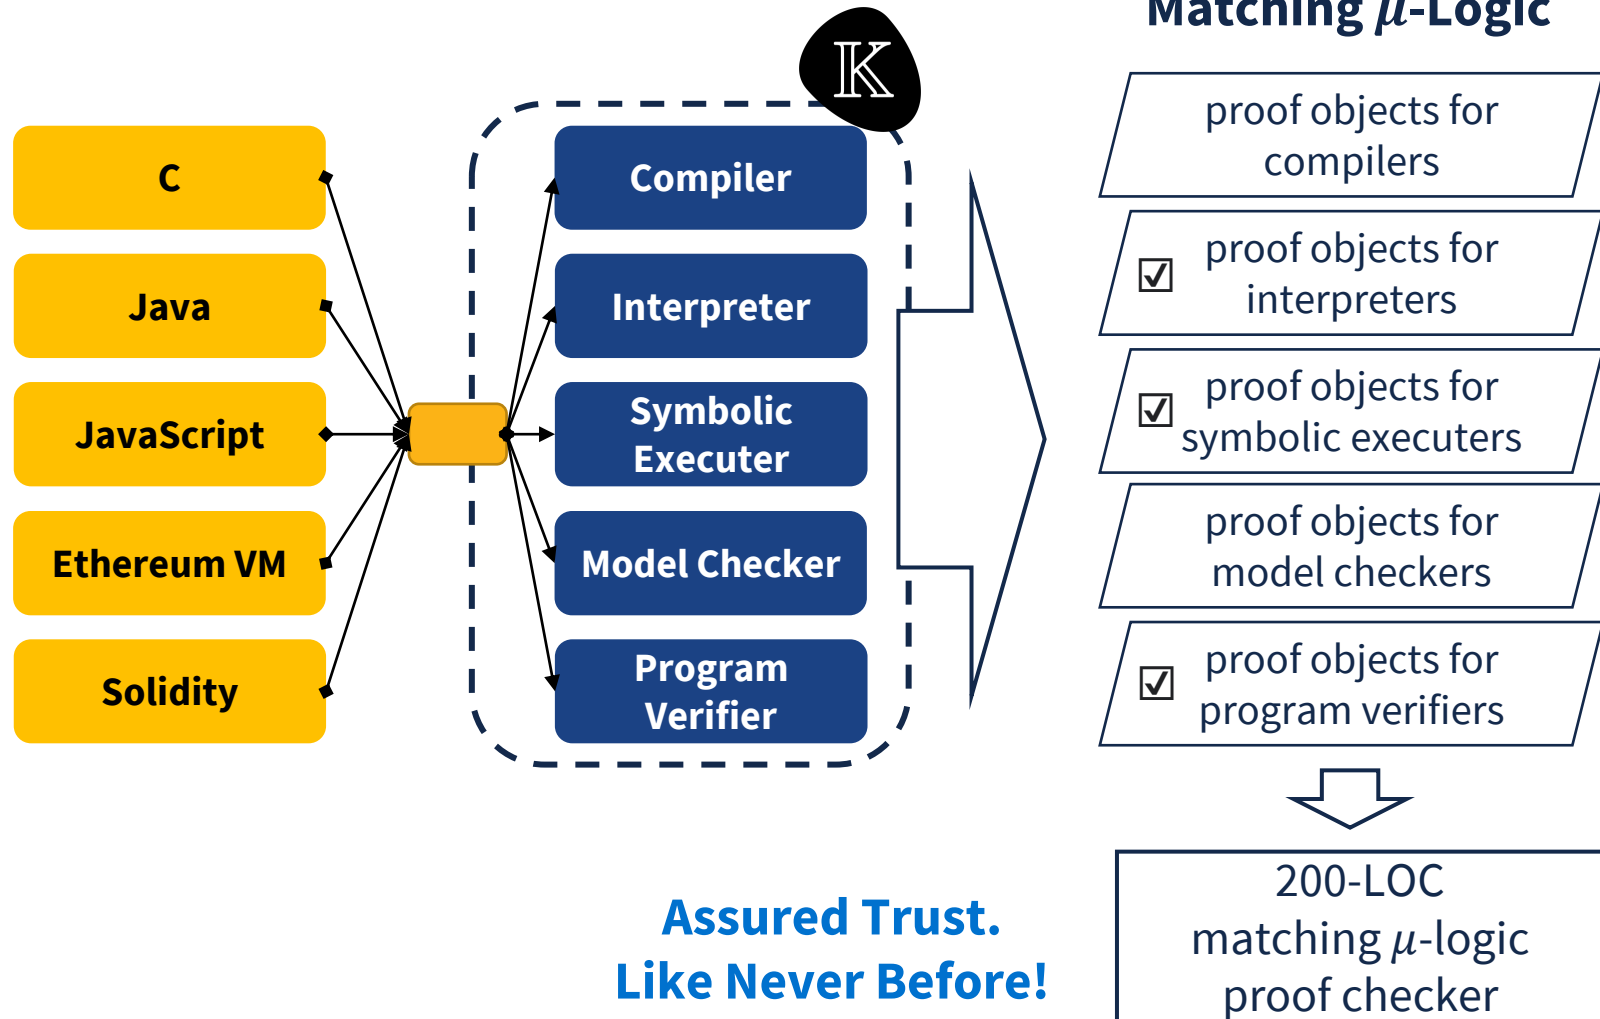 Matching 𝜇-Logic
𝕂
C
Java
JavaScript
Ethereum VM
Solidity
Compiler
Interpreter
Symbolic
Executer
Model Checker
Program
Verifier
proof objects for
compilers
☑ proof objects for
interpreters
☑ proof objects for
symbolic executers
proof objects for
model checkers
☑ proof objects for
program verifiers
200-LOC
matching 𝜇-logic
proof checker
Assured Trust.
Like Never Before!